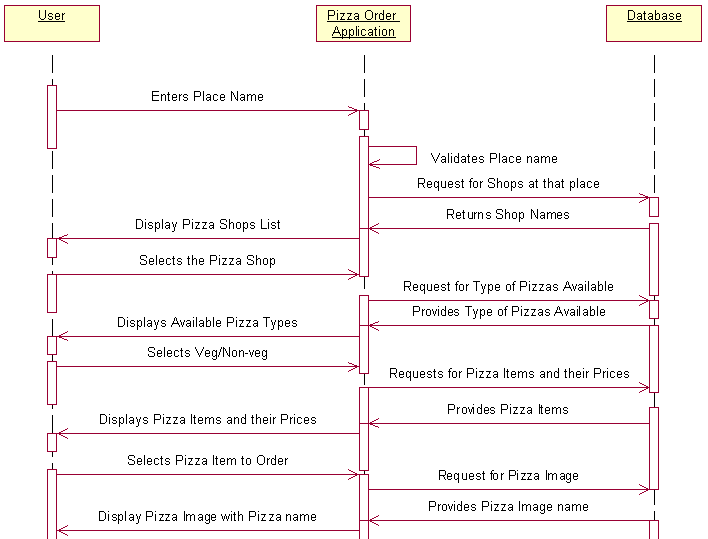 User
Pizza Order
Application
Database
Enters Place Name
Validates Place name
Request for Shops at that place
Returns Shop Names
Display Pizza Shops List
Selects the Pizza Shop
Request for Type of Pizzas Available
Provides Type of Pizzas Available
Displays Available Pizza Types
Selects Veg/Non-veg
Requests for Pizza Items and their Prices
Provides Pizza Items
Displays Pizza Items and their Prices
Selects Pizza Item to Order
Request for Pizza Image
Provides Pizza Image name
Display Pizza Image with Pizza name